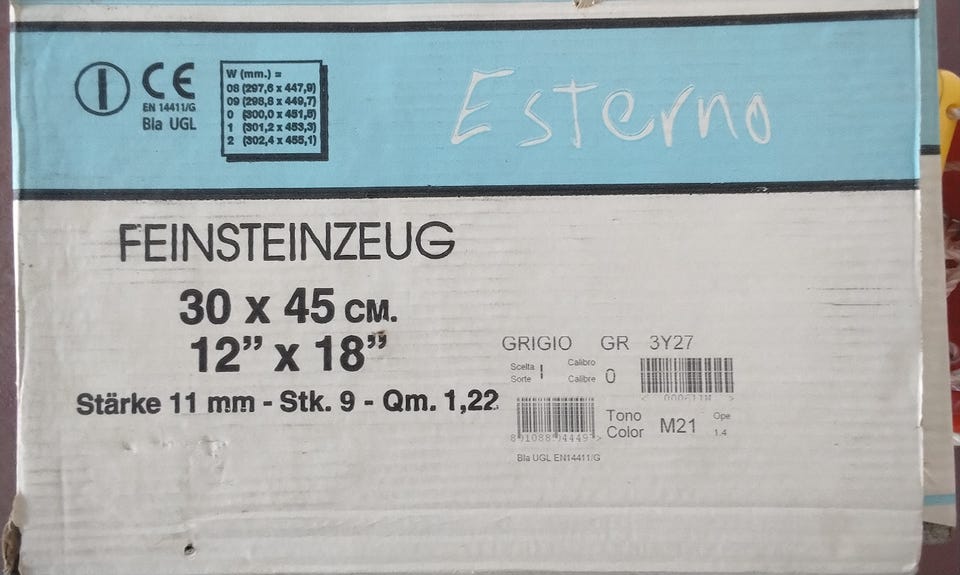 CE
EN 14411/G
BIa UGL
W (mm.) =
08 (297,6 x 447,9)
09 (298,8 x 449,7)
0 (300,0 x 451,5)
1 (301,2 x 453,3)
2 (302,4 x 455,1)
Esterno
FEINSTEINZEUG
30 x 45 CM.
12” x 18”
Stärke 11 mm - Stk. 9 - Qm. 1,22
GRIGIO GR 3Y27
Scelta Sorte I
Calibro Calibre 0
Tono Color M21
Ope 1.4
BIa UGL EN14411/G